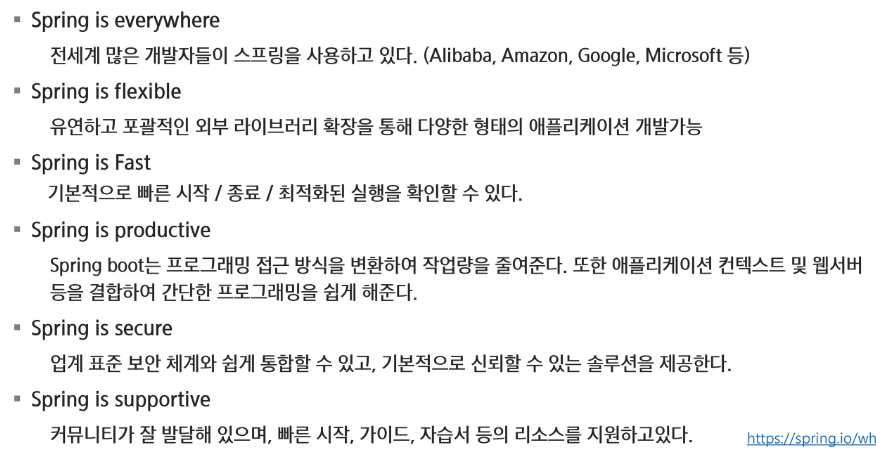 ▪ Spring is everywhere
전세계 많은 개발자들이 스프링을 사용하고 있다. (Alibaba, Amazon, Google, Microsoft 등)
▪ Spring is flexible
유연하고 포괄적인 외부 라이브러리 확장을 통해 다양한 형태의 애플리케이션 개발가능
▪ Spring is Fast
기본적으로 빠른 시작 / 종료 / 최적화된 실행을 확인할 수 있다.
▪ Spring is productive
Spring boot는 프로그래밍 접근 방식을 변환하여 작업량을 줄여준다. 또한 애플리케이션 컨텍스트 및 웹서버
등을 결합하여 간단한 프로그래밍을 쉽게 해준다.
▪ Spring is secure
업계 표준 보안 체계와 쉽게 통합할 수 있고, 기본적으로 신뢰할 수 있는 솔루션을 제공한다.
▪ Spring is supportive
커뮤니티가 잘 발달해 있으며, 빠른 시작, 가이드, 자습서 등의 리소스를 지원하고있다.
https://spring.io/wh